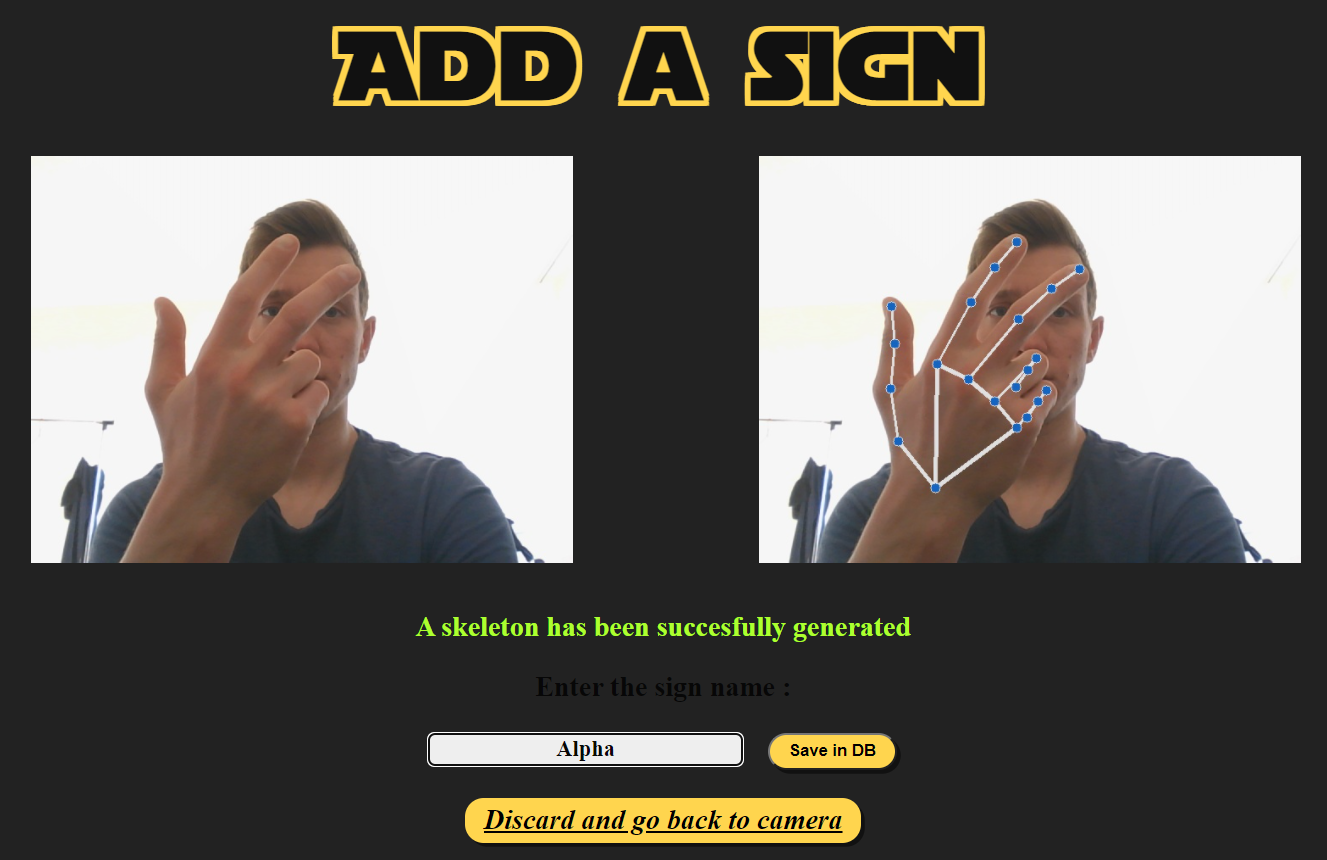 ADD A SIGN
A skeleton has been succesfully generated
Enter the sign name :
Alpha
Save in DB
Discard and go back to camera